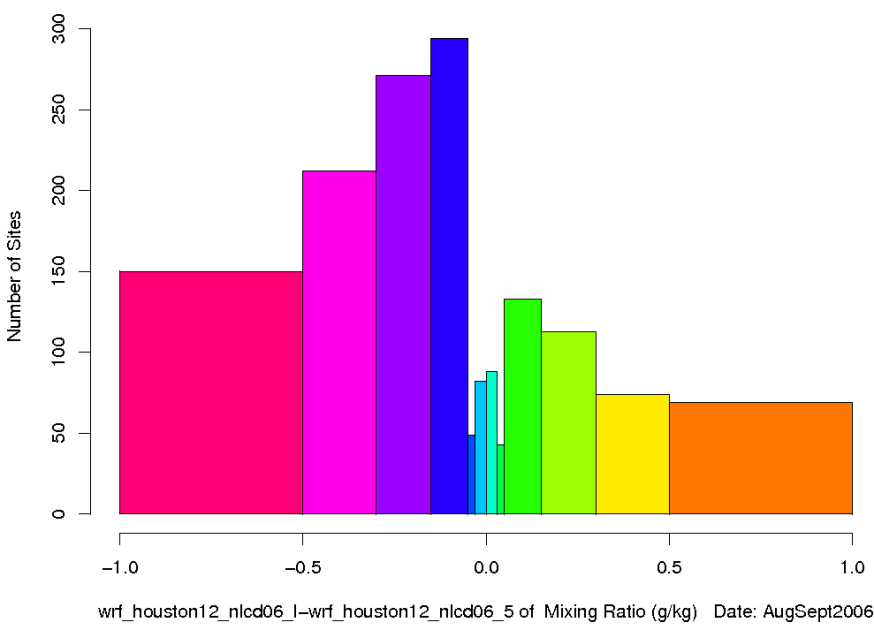 300
250
200
150
100
50
0
Number of Sites
−1.0 −0.5 0.0 0.5 1.0
wrf_houston12_nlcd06_l−wrf_houston12_nlcd06_5 of Mixing Ratio (g/kg) Date: AugSept2006